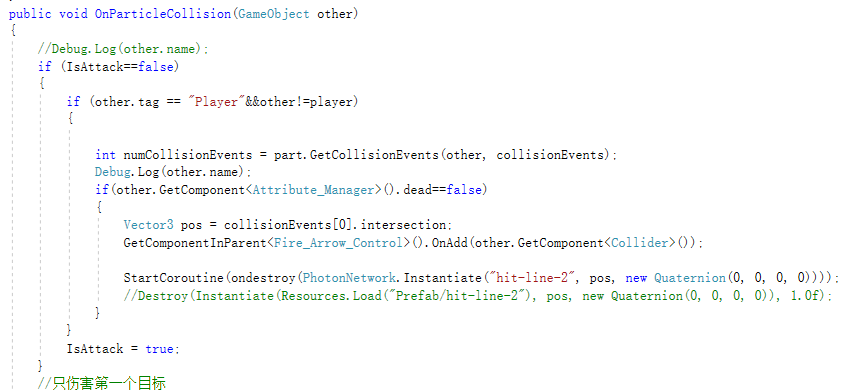 public void OnParticleCollision(GameObject other)
{
//Debug.Log(other.name);
if (IsAttack==false)
{
if (other.tag == "Player"&&other!=player)
{
int numCollisionEvents = part.GetCollisionEvents(other, collisionEvents);
Debug.Log(other.name);
if(other.GetComponent<Attribute_Manager>().dead==false)
{
Vector3 pos = collisionEvents[0].intersection;
GetComponentInParent<Fire_Arrow_Control>().OnAdd(other.GetComponent<Collider>());
StartCoroutine(ondestroy(PhotonNetwork.Instantiate("hit-line-2", pos, new Quaternion(0, 0, 0, 0))));
//Destroy(Instantiate(Resources.Load("Prefab/hit-line-2"), pos, new Quaternion(0, 0, 0, 0)), 1.0f);
}
}
IsAttack = true;
}
//只伤害第一个目标